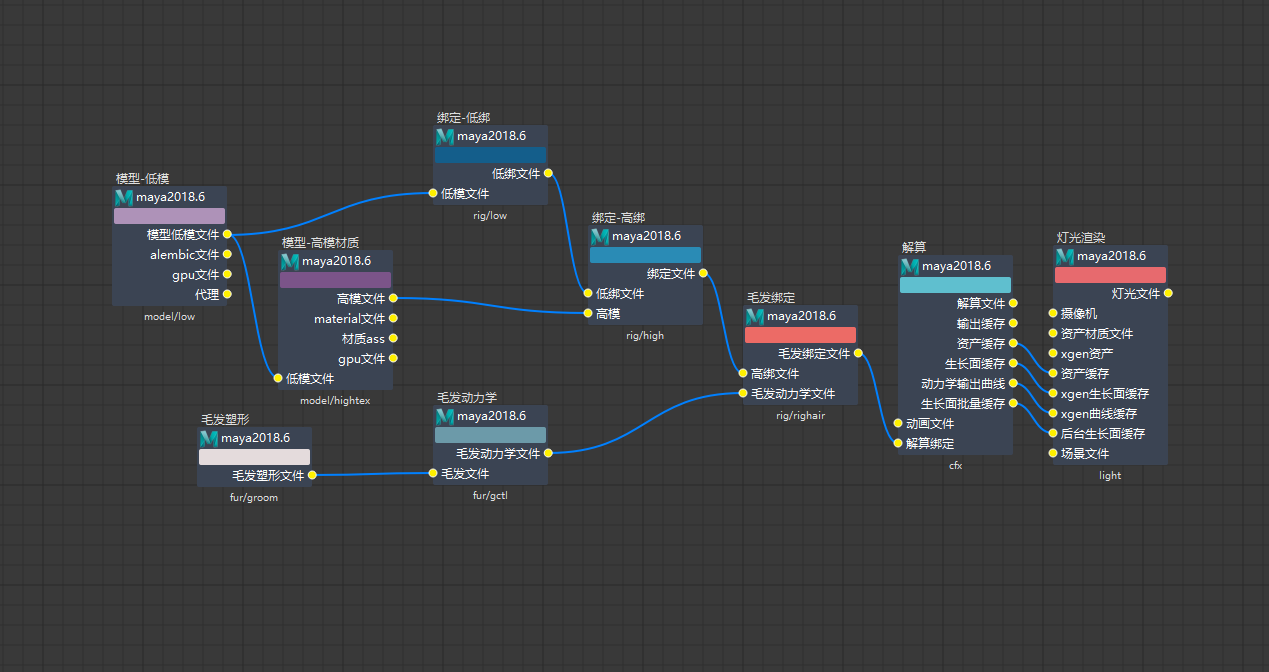 模型-低模
maya2018.6
模型低模文件
alembic文件
gpu文件
代理
model/low
模型-高模材质
maya2018.6
高模文件
material文件
材质ass
gpu文件
低模文件
model/hightex
毛发塑形
maya2018.6
毛发塑形文件
fur/groom
绑定-低绑
maya2018.6
低绑文件
低模文件
rig/low
毛发动力学
maya2018.6
毛发动力学文件
毛发文件
fur/gctl
绑定-高绑
maya2018.6
绑定文件
低绑文件
高模
rig/high
毛发绑定
maya2018.6
毛发绑定文件
高绑文件
毛发动力学文件
rig/righair
解算
maya2018.6
解算文件
输出缓存
资产缓存
生长面缓存
动力学输出曲线
生长面批量缓存
动画文件
解算绑定
cfx
灯光渲染
maya2018.6
灯光文件
摄像机
资产材质文件
xgen资产
资产缓存
xgen生长面缓存
xgen曲线缓存
后台生长面缓存
场景文件
light